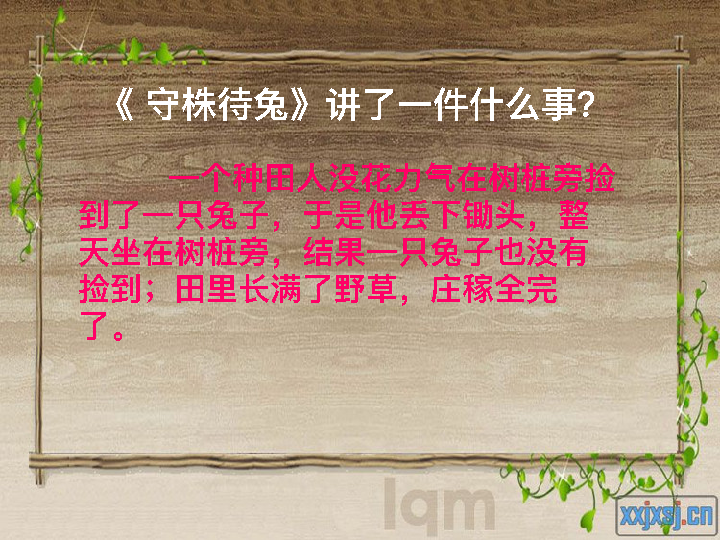 《 守株待兔》讲了一件什么事?
一个种田人没花力气在树桩旁捡
到了一只兔子，于是他丢下锄头，整
天坐在树桩旁，结果一只兔子也没有
捡到；田里长满了野草，庄稼全完
了。
lqm
xxjxsj.cn